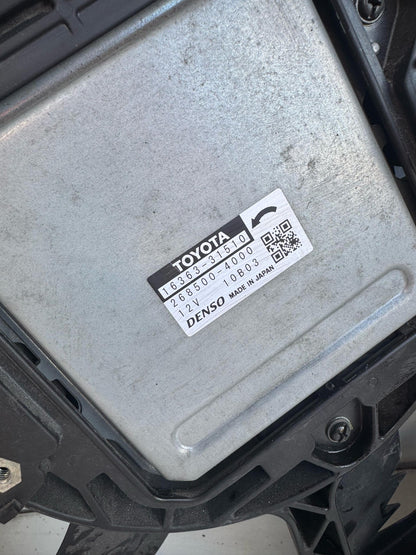 TOYOTA
16363-31510
268500-4000
12V 10B03
DENSO MADE IN JAPAN